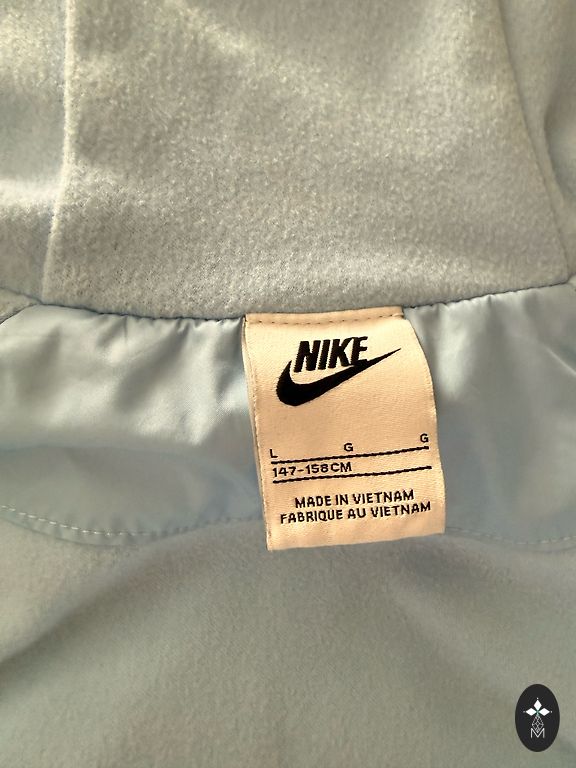 NIKE
L G G
147-158CM
MADE IN VIETNAM
FABRIQUE AU VIETNAM
M